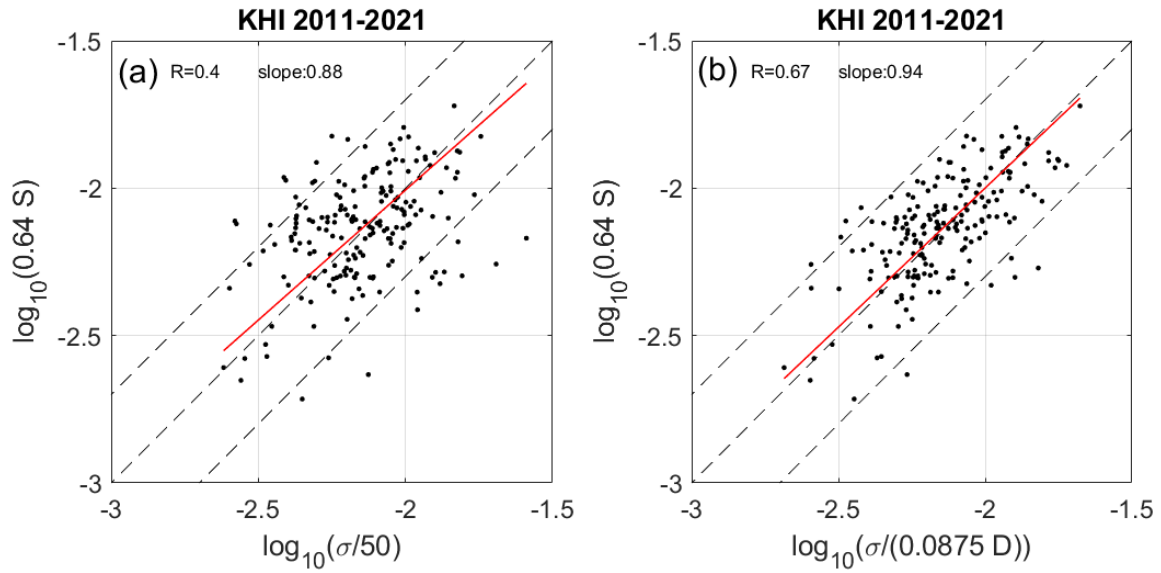 KHI 2011-2021
(a) R=0.4 slope:0.88
-1.5
-2
-2.5
-3
log10(0.64 S)
-3 -2.5 -2 -1.5
log10(σ/50)
KHI 2011-2021
(b) R=0.67 slope:0.94
-1.5
-2
-2.5
-3
log10(0.64 S)
-3 -2.5 -2 -1.5
log10(σ/(0.0875 D))